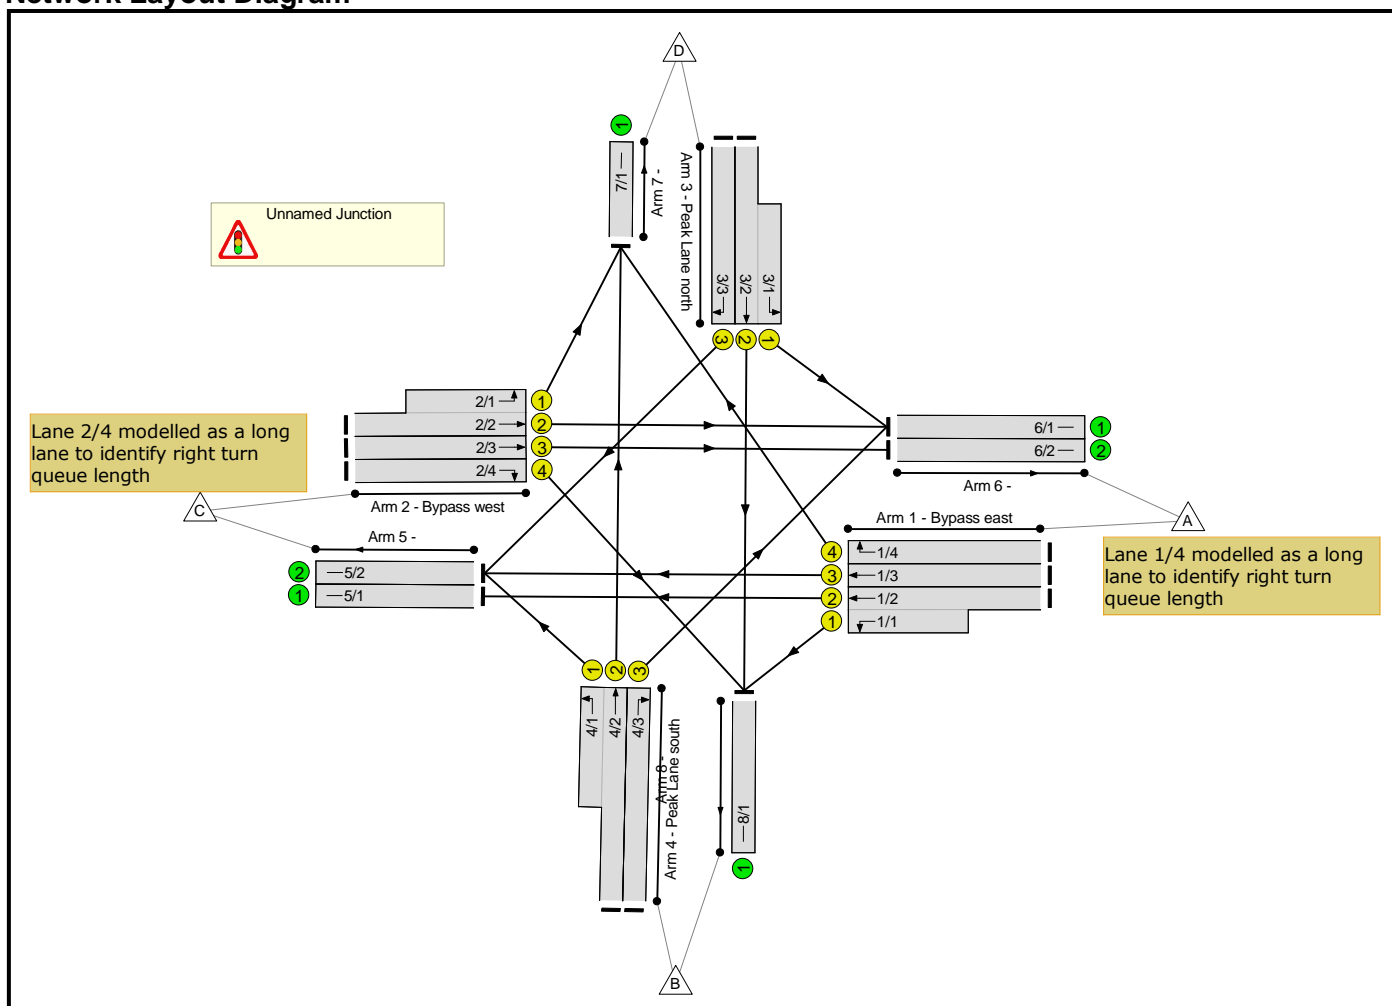 Network Layout Diagram
D
1
7/1
Arm 7 -
Arm 3 - Peak Lane north
3/3
3/2
3/1
3
2
1
Unnamed Junction
2/1
2/2
2/3
2/4
1
2
3
4
Arm 2 - Bypass west
Lane 2/4 modelled as a long
lane to identify right turn
queue length
C
6/1
6/2
1
2
Arm 6 -
A
Arm 5 -
5/2
5/1
2
1
Arm 1 - Bypass east
4
3
2
1
1/4
1/3
1/2
1/1
Lane 1/4 modelled as a long
lane to identify right turn
queue length
1
2
3
4/1
4/2
4/3
Arm 8 -
Arm 4 - Peak Lane south
8/1
1
B